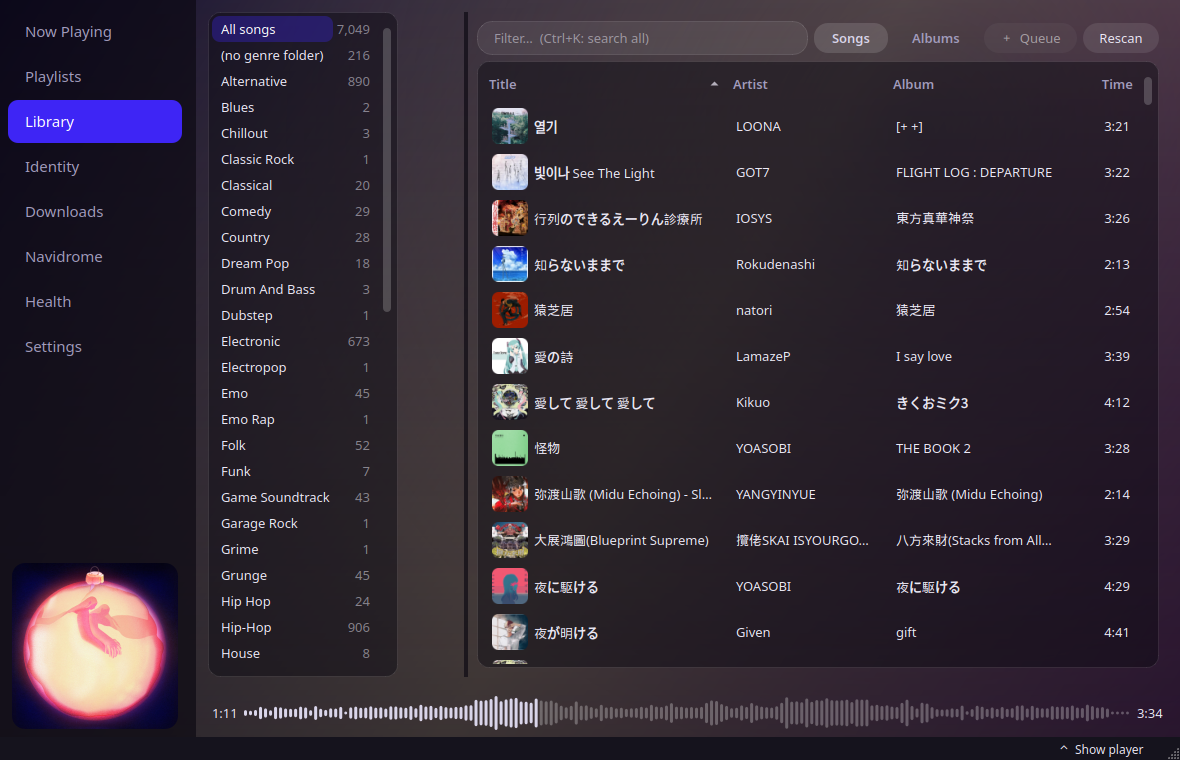 Now Playing
Playlists
Library
Identity
Downloads
Navidrome
Health
Settings
All songs 7,049
(no genre folder) 216
Alternative 890
Blues 2
Chillout 3
Classic Rock 1
Classical 20
Comedy 29
Country 28
Dream Pop 18
Drum And Bass 3
Dubstep 1
Electronic 673
Electropop 1
Emo 45
Emo Rap 1
Folk 52
Funk 7
Game Soundtrack 43
Garage Rock 1
Grime 1
Grunge 45
Hip Hop 24
Hip-Hop 906
House 8
Filter... (Ctrl+K: search all) Songs Albums + Queue Rescan
Title Artist Album Time
열기 LOONA [+ +] 3:21
빛이나 See The Light GOT7 FLIGHT LOG : DEPARTURE 3:22
行列のできるえーりん診療所 IOSYS 東方真華神祭 3:26
知らないままで Rokudenashi 知らないままで 2:13
猿芝居 natori 猿芝居 2:54
愛の詩 LamazeP I say love 3:39
愛して 愛して 愛して Kikuo きくおミク3 4:12
怪物 YOASOBI THE BOOK 2 3:28
弥渡山歌 (Midu Echoing) - Sl... YANGYINYUE 弥渡山歌 (Midu Echoing) 2:14
大展鴻圖(Blueprint Supreme) 攬佬SKAI ISYOURGO... 八方來財(Stacks from All... 3:29
夜に駆ける YOASOBI 夜に駆ける 4:29
夜が明ける Given gift 4:41
1:11 3:34
Show player